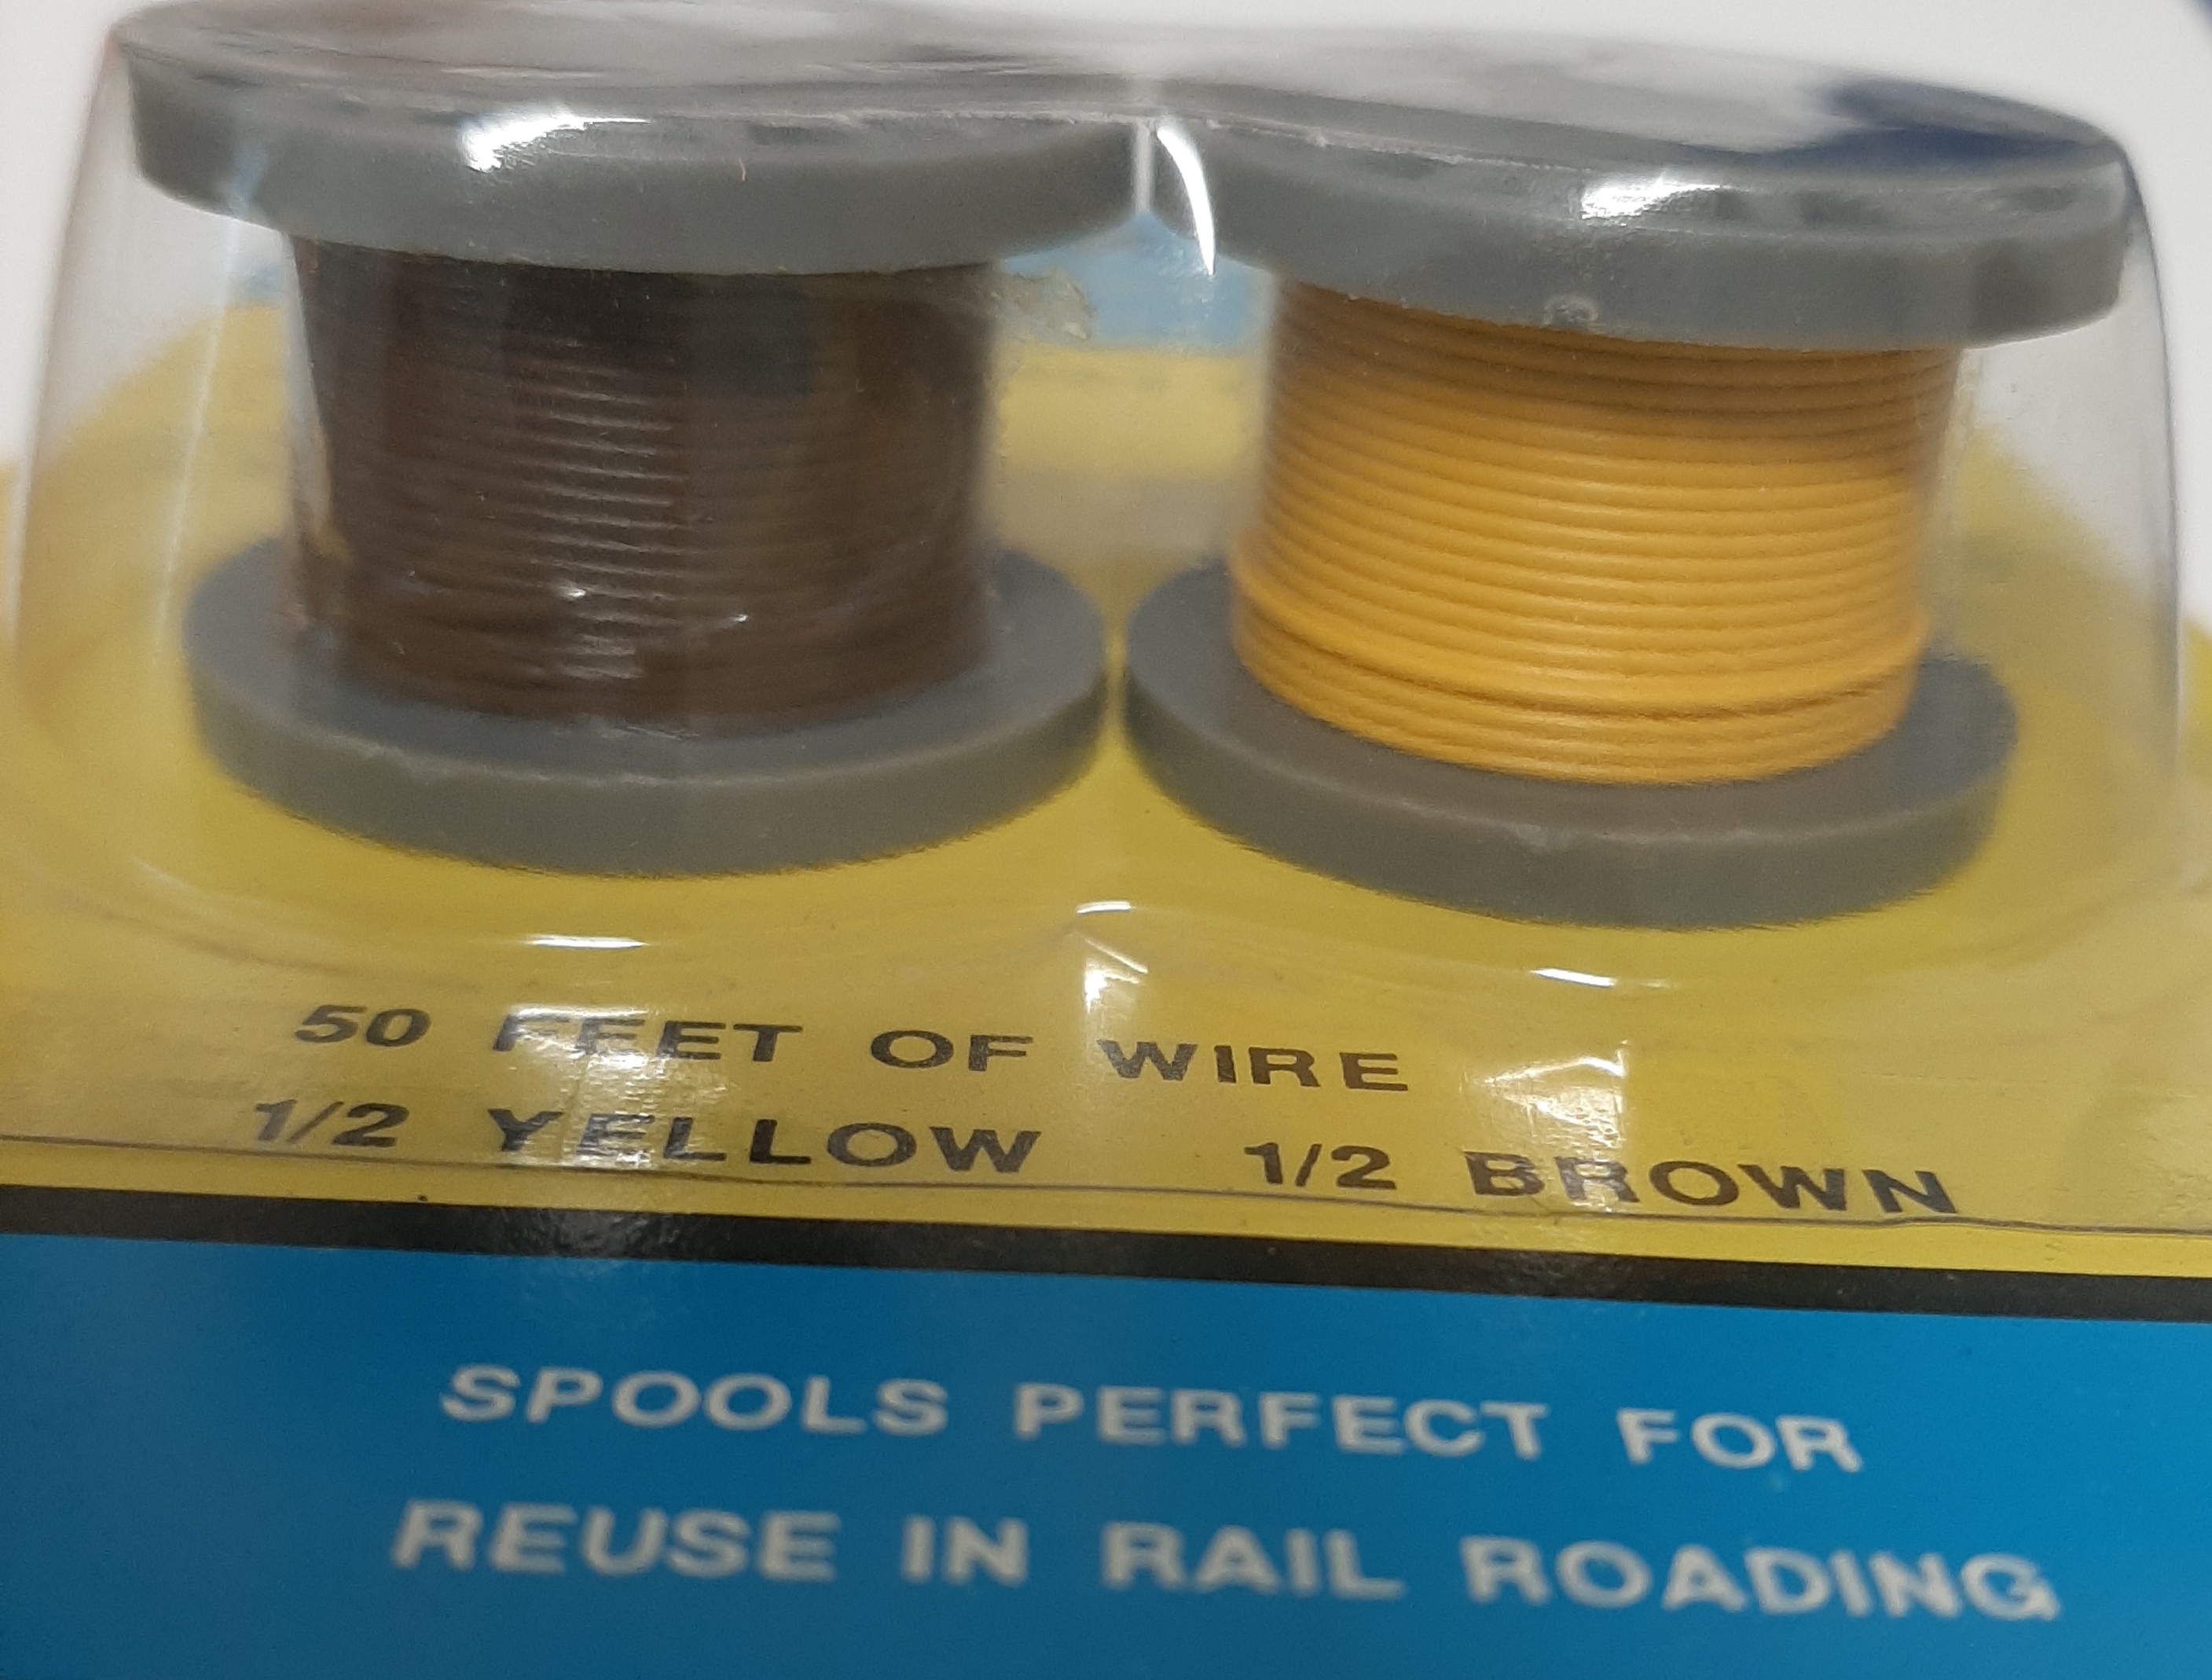 50 FEET OF WIRE
1/2 YELLOW 1/2 BROWN
SPOOLS PERFECT FOR
REUSE IN RAIL ROADING